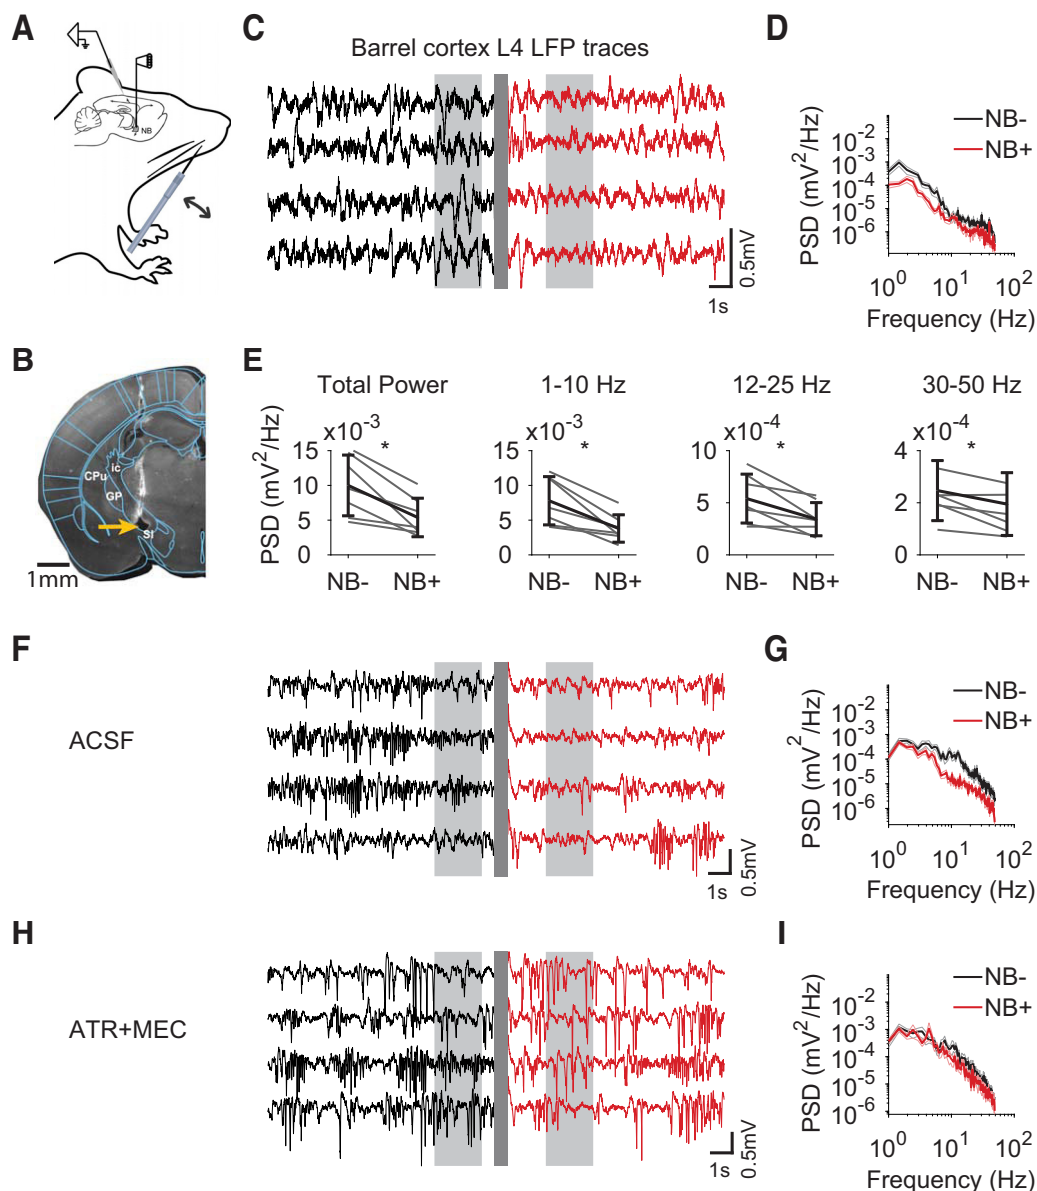 A
NB
C
Barrel cortex L4 LFP traces
0.5mV
1s
D
NB-
NB+
PSD (mV²/Hz)
10⁻²
10⁻³
10⁻⁴
10⁻⁵
10⁻⁶
10⁰ 10¹ 10²
Frequency (Hz)
B
CPu
ic
GP
SI
1mm
E
Total Power
1-10 Hz
12-25 Hz
30-50 Hz
PSD (mV²/Hz)
x10⁻³
*
15
10
5
0
NB- NB+
x10⁻³
*
15
10
5
0
NB- NB+
x10⁻⁴
*
10
5
0
NB- NB+
x10⁻⁴
*
4
2
0
NB- NB+
F
ACSF
0.5mV
1s
G
NB-
NB+
PSD (mV²/Hz)
10⁻²
10⁻³
10⁻⁴
10⁻⁵
10⁻⁶
10⁰ 10¹ 10²
Frequency (Hz)
H
ATR+MEC
0.5mV
1s
I
NB-
NB+
PSD (mV²/Hz)
10⁻²
10⁻³
10⁻⁴
10⁻⁵
10⁻⁶
10⁰ 10¹ 10²
Frequency (Hz)